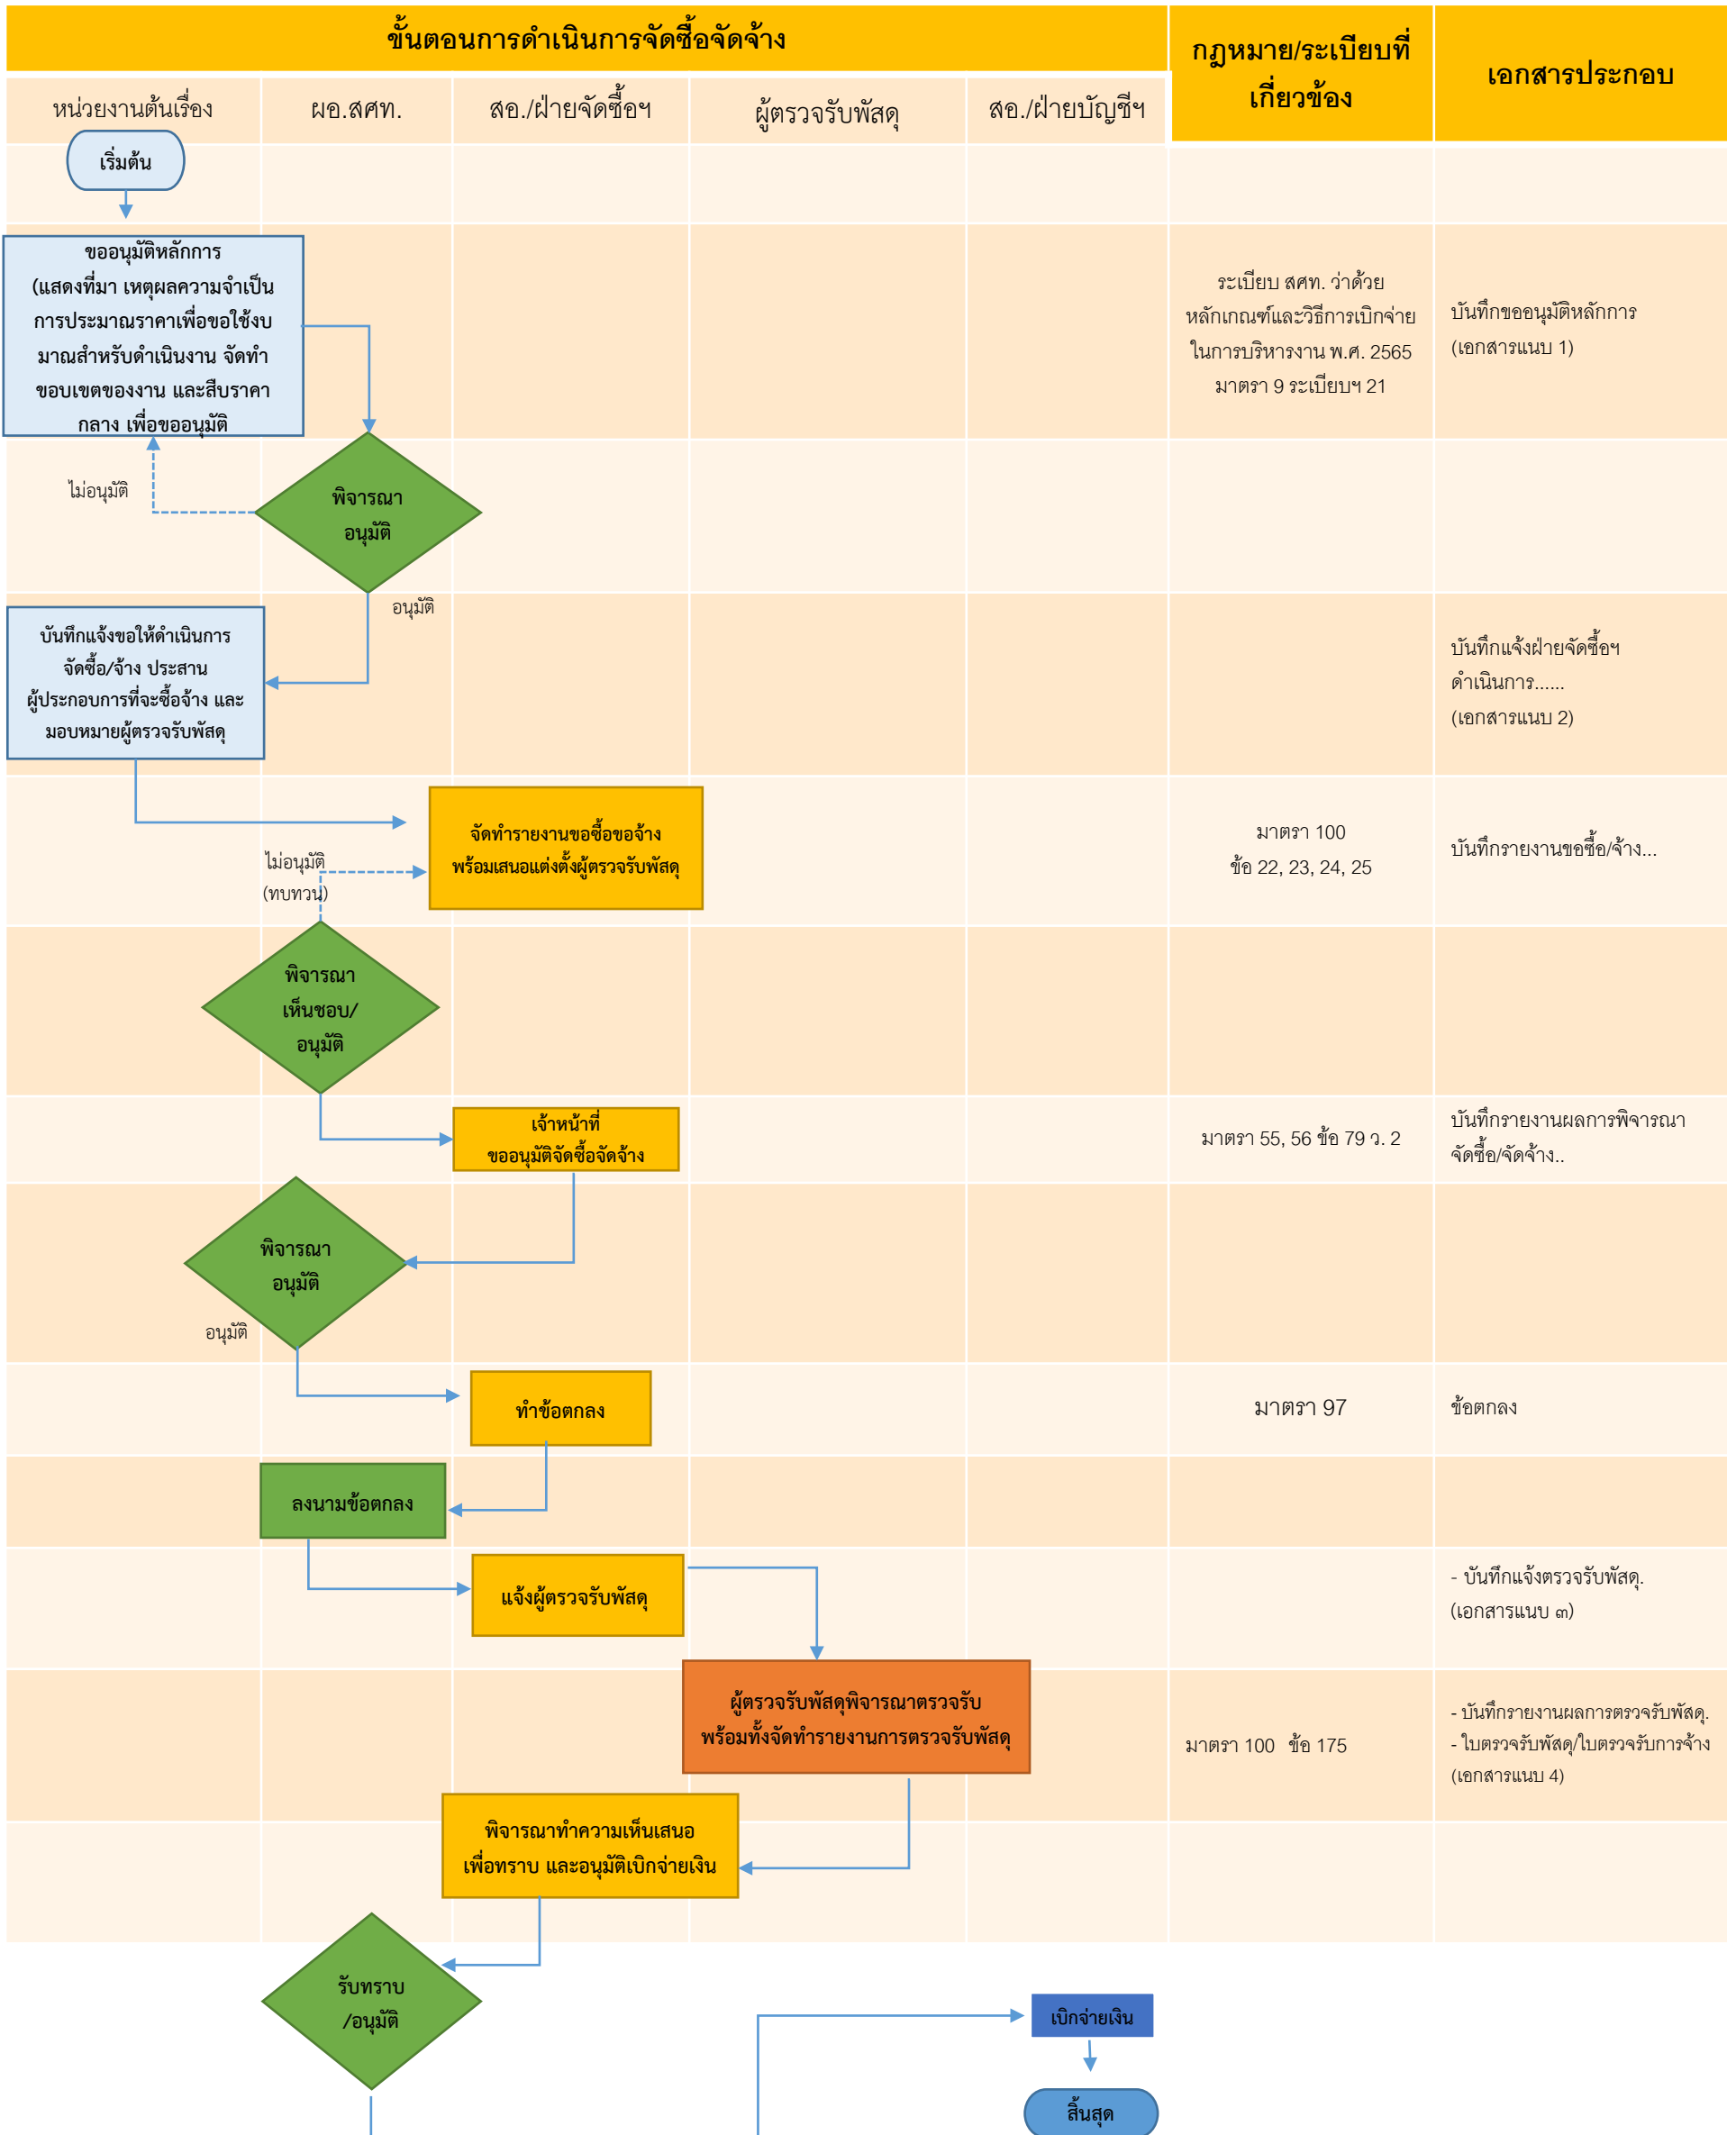 ขั้นตอนการดำเนินการจัดซื้อจัดจ้าง
กฎหมาย/ระเบียบที่
เกี่ยวข้อง
เอกสารประกอบ
หน่วยงานต้นเรื่อง
ผอ.สศท.
สอ./ฝ่ายจัดซื้อฯ
ผู้ตรวจรับพัสดุ
สอ./ฝ่ายบัญชีฯ
เริ่มต้น
ขออนุมัติหลักการ
(แสดงที่มา เหตุผลความจำเป็น
การประมาณราคาเพื่อขอใช้งบ
มาณสำหรับดำเนินงาน จัดทำ
ขอบเขตของงาน และสืบราคา
กลาง เพื่อขออนุมัติ
ระเบียบ สศท. ว่าด้วย
หลักเกณฑ์และวิธีการเบิกจ่าย
ในการบริหารงาน พ.ศ. 2565
มาตรา 9 ระเบียบฯ 21
บันทึกขออนุมัติหลักการ
(เอกสารแนบ 1)
ไม่อนุมัติ
พิจารณา
อนุมัติ
อนุมัติ
บันทึกแจ้งขอให้ดำเนินการ
จัดซื้อ/จ้าง ประสาน
ผู้ประกอบการที่จะซื้อจ้าง และ
มอบหมายผู้ตรวจรับพัสดุ
บันทึกแจ้งฝ่ายจัดซื้อฯ
ดำเนินการ......
(เอกสารแนบ 2)
จัดทำรายงานขอซื้อขอจ้าง
พร้อมเสนอแต่งตั้งผู้ตรวจรับพัสดุ
มาตรา 100
ข้อ 22, 23, 24, 25
บันทึกรายงานขอซื้อ/จ้าง...
ไม่อนุมัติ
(ทบทวน)
พิจารณา
เห็นชอบ/
อนุมัติ
เจ้าหน้าที่
ขออนุมัติจัดซื้อจัดจ้าง
มาตรา 55, 56 ข้อ 79 ว. 2
บันทึกรายงานผลการพิจารณา
จัดซื้อ/จัดจ้าง..
พิจารณา
อนุมัติ
อนุมัติ
ทำข้อตกลง
มาตรา 97
ข้อตกลง
ลงนามข้อตกลง
แจ้งผู้ตรวจรับพัสดุ
- บันทึกแจ้งตรวจรับพัสดุ.
(เอกสารแนบ ๓)
ผู้ตรวจรับพัสดุพิจารณาตรวจรับ
พร้อมทั้งจัดทำรายงานการตรวจรับพัสดุ
มาตรา 100 ข้อ 175
- บันทึกรายงานผลการตรวจรับพัสดุ.
- ใบตรวจรับพัสดุ/ใบตรวจรับการจ้าง
(เอกสารแนบ 4)
พิจารณาทำความเห็นเสนอ
เพื่อทราบ และอนุมัติเบิกจ่ายเงิน
รับทราบ
/อนุมัติ
เบิกจ่ายเงิน
สิ้นสุด